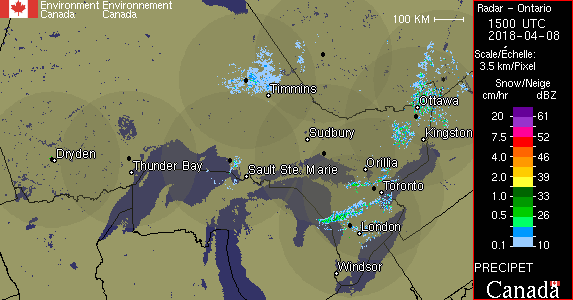 Environment Environnement
Canada Canada
100 KM
Timmins
Ottawa
Sudbury
Kingston
Dryden
Thunder Bay
Sault Ste. Marie
Orillia
Toronto
London
Windsor
Radar - Ontario
1500 UTC
2018-04-08
Scale/Échelle:
3.5 km/Pixel
Snow/Neige
cm/hr dBZ
20 61
7.5 52
4.0 46
2.0 39
1.0 33
0.5 26
0.1 10
PRECIPET
Canada